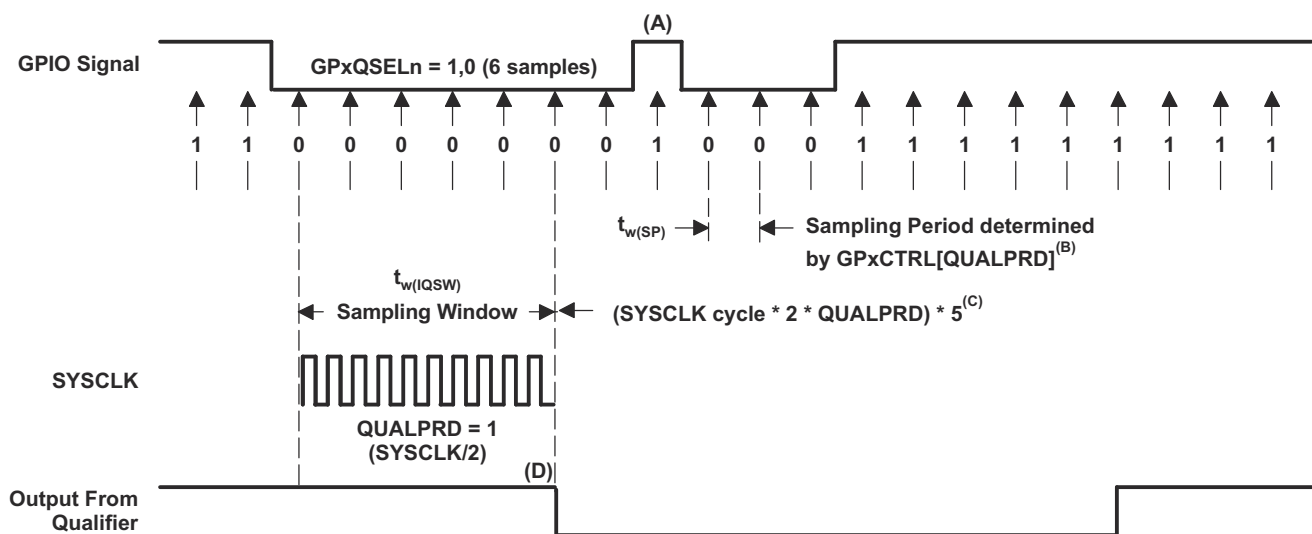 (A)
GPIO Signal
GPxQSELn = 1,0 (6 samples)
1 1 0 0 0 0 0 0 0 1 0 0 0 1 1 1 1 1 1 1 1 1
tw(SP)
Sampling Period determined
by GPxCTRL[QUALPRD](B)
tw(IQSW)
Sampling Window
(SYSCLK cycle * 2 * QUALPRD) * 5(C)
SYSCLK
QUALPRD = 1
(SYSCLK/2)
(D)
Output From
Qualifier